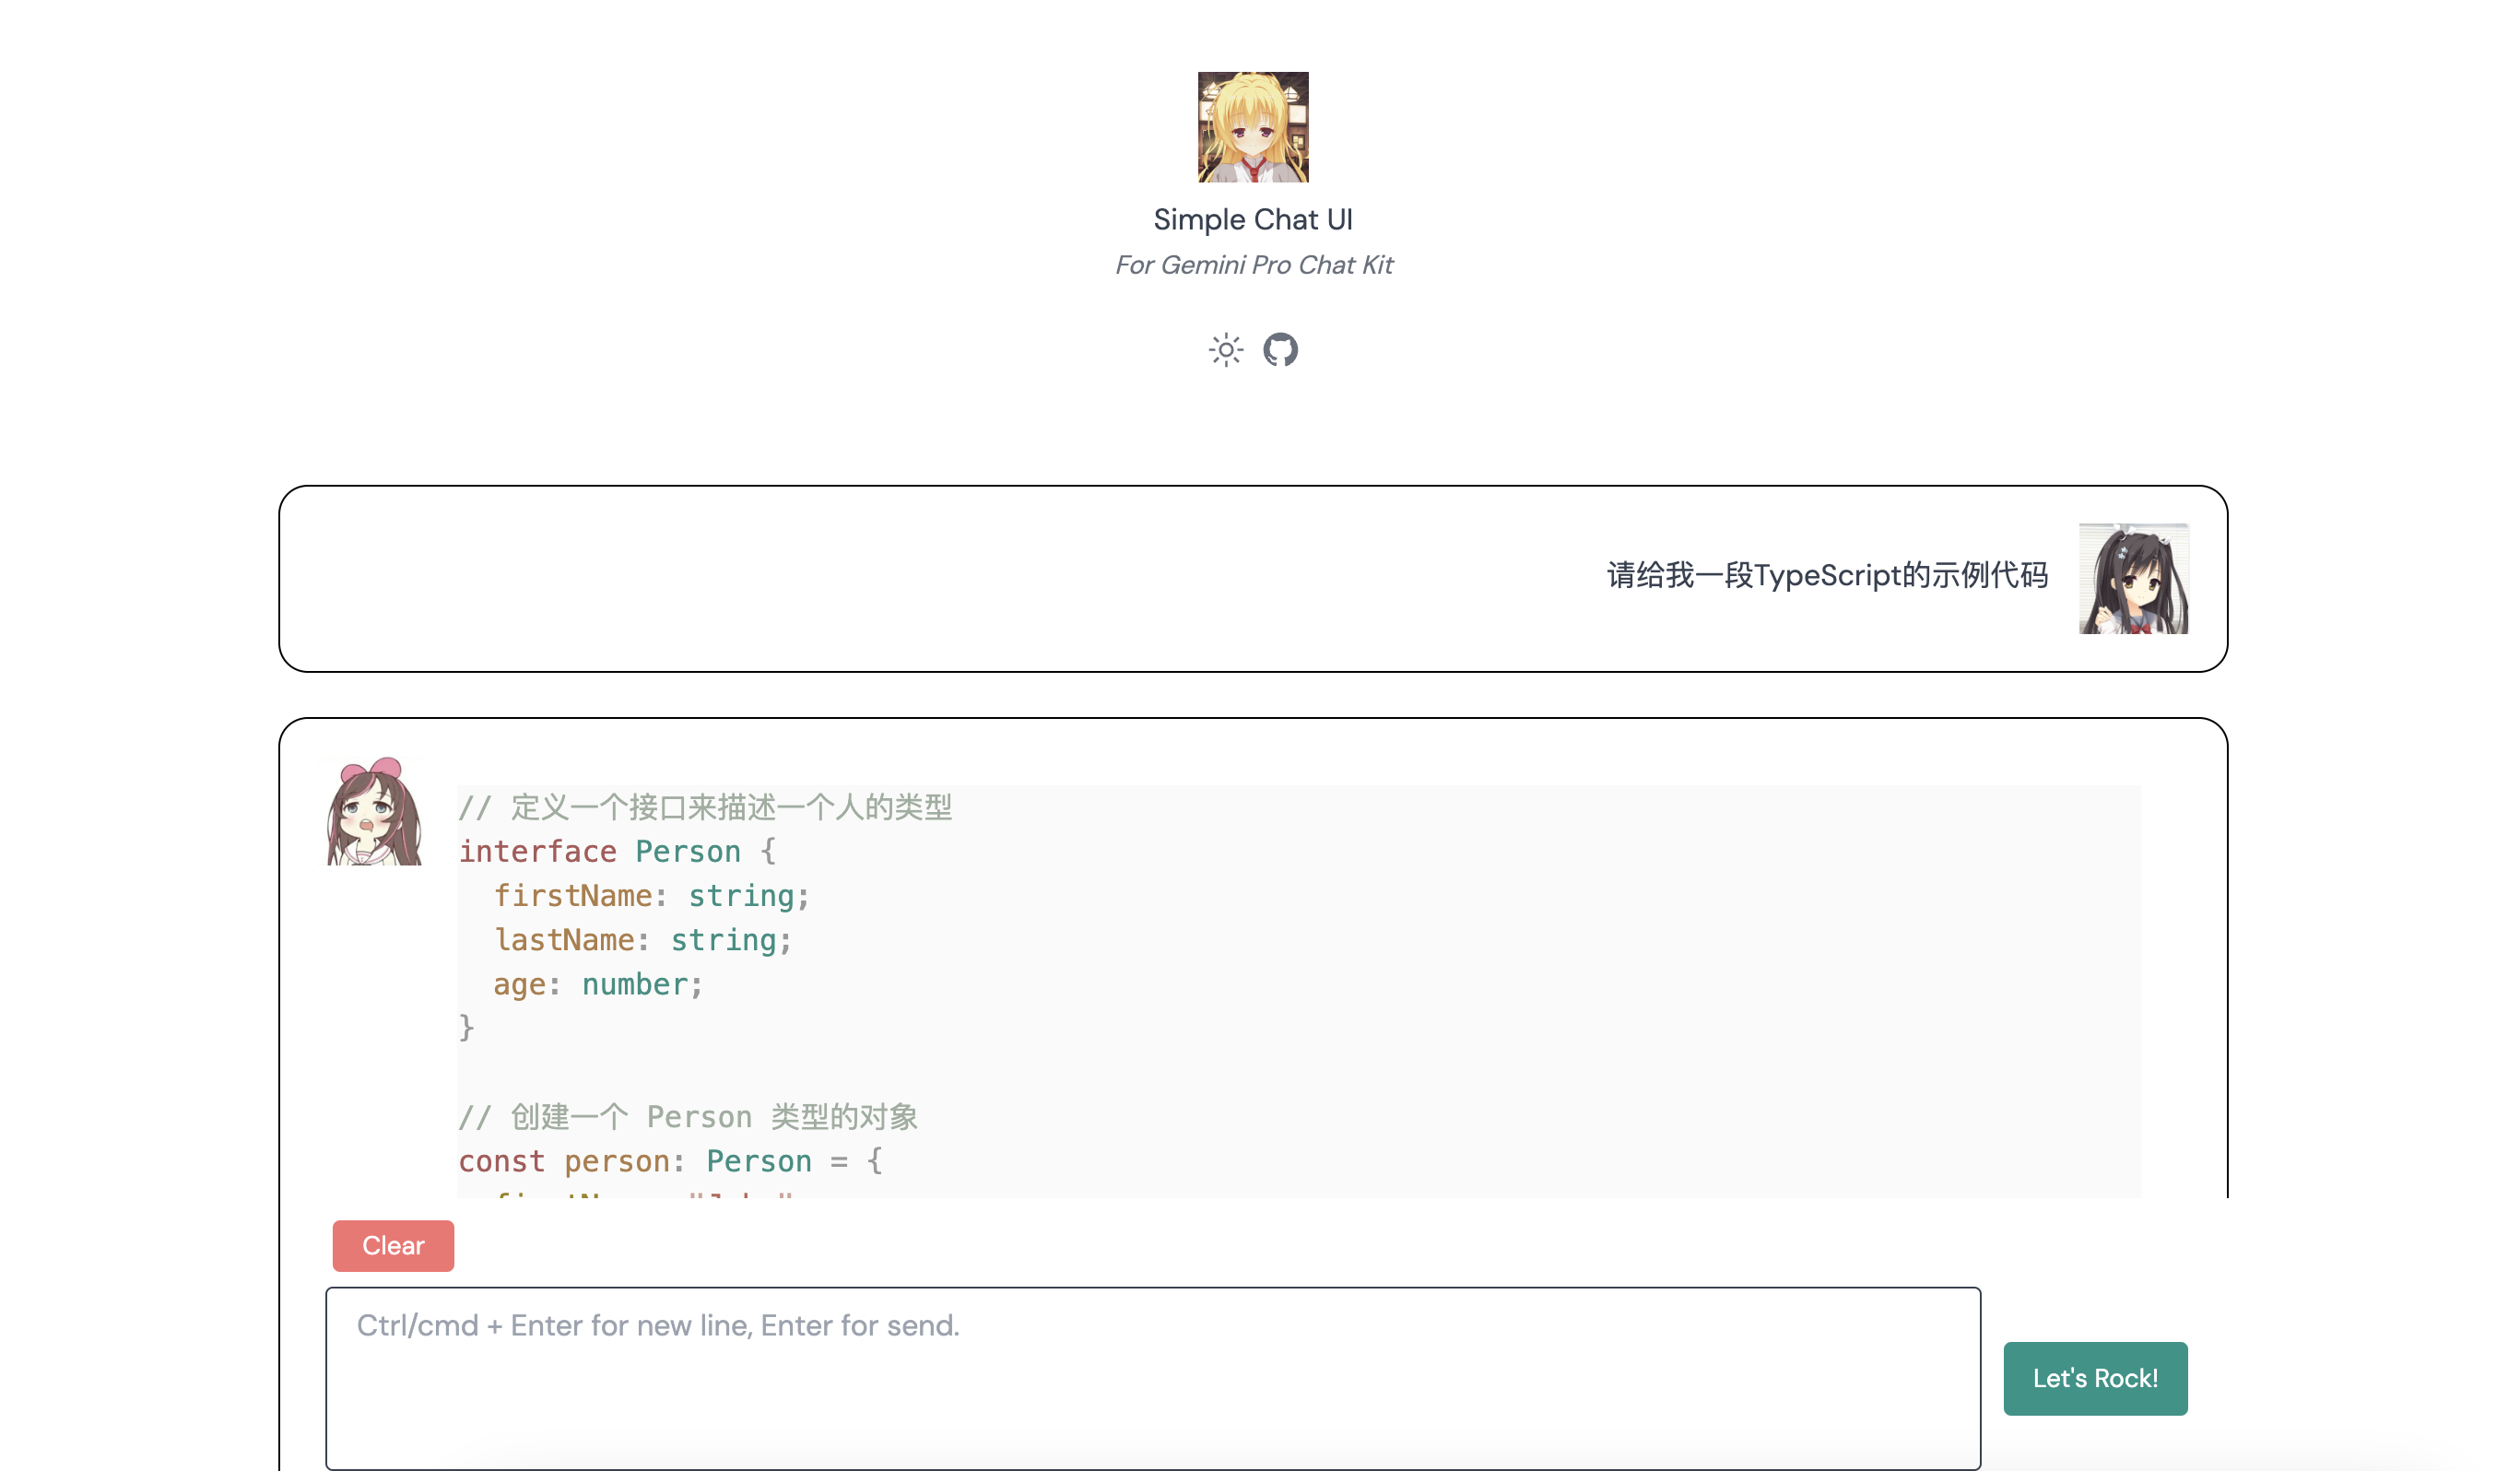 Simple Chat UI
For Gemini Pro Chat Kit
请给我一段TypeScript的示例代码
// 定义一个接口来描述一个人的类型
interface Person {
  firstName: string;
  lastName: string;
  age: number;
}
// 创建一个 Person 类型的对象
const person: Person = {
Clear
Ctrl/cmd + Enter for new line, Enter for send.
Let's Rock!